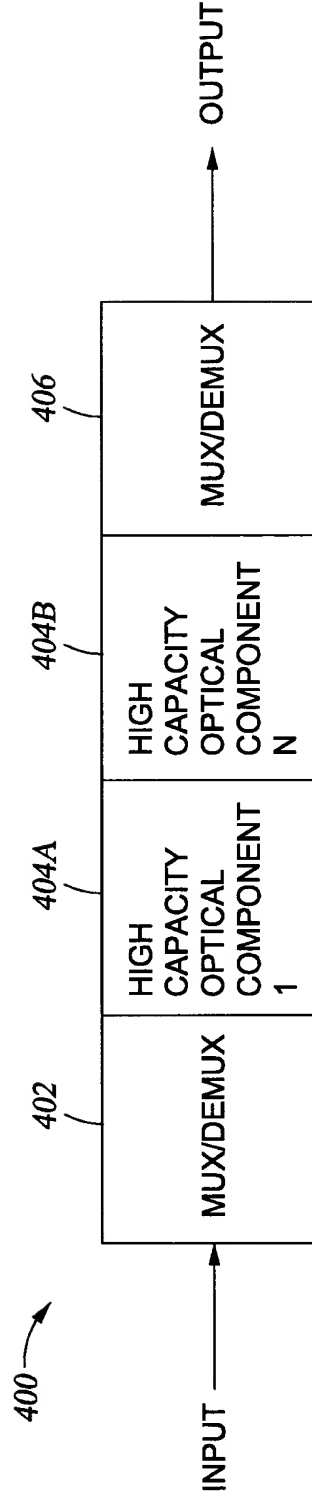 400
402
404A
404B
406
INPUT
MUX/DEMUX
HIGH
CAPACITY
OPTICAL
COMPONENT
1
HIGH
CAPACITY
OPTICAL
COMPONENT
N
MUX/DEMUX
OUTPUT